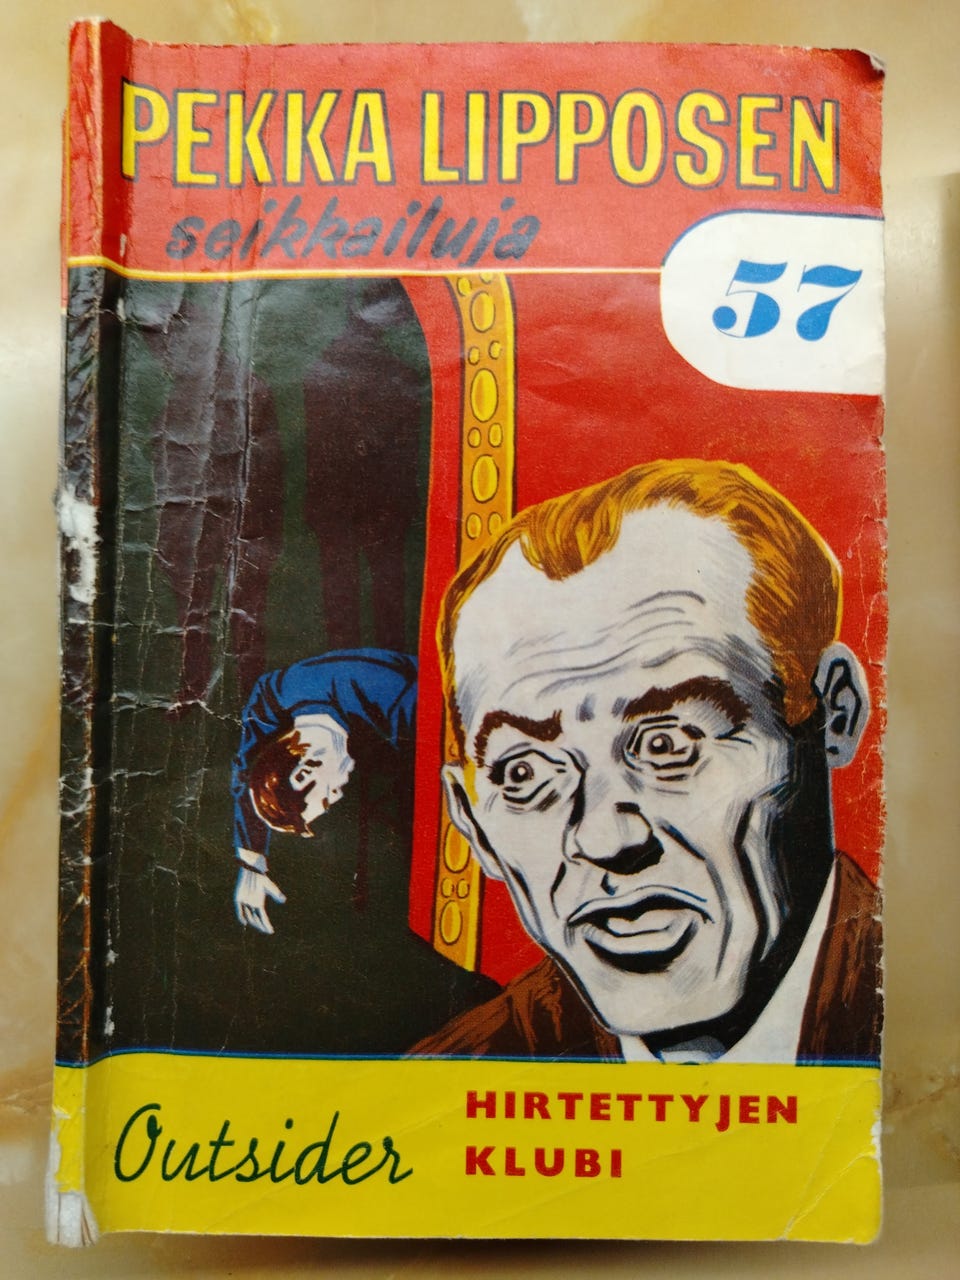 PEKKA LIPPOSEN
seikkailuja
57
Outsider
HIRTETTYJEN
KLUBI